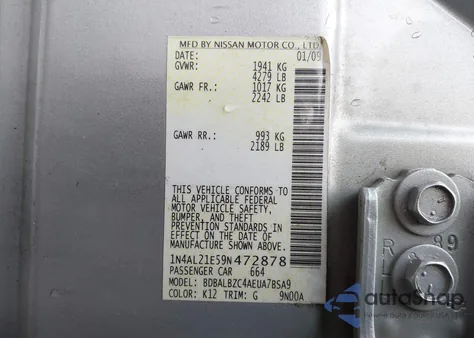 MFD BY NISSAN MOTOR CO., LTD.
DATE: 01/09
GVWR: 1941 KG
4279 LB
GAWR FR.: 1017 KG
2242 LB
GAWR RR.: 993 KG
2189 LB
THIS VEHICLE CONFORMS TO
ALL APPLICABLE FEDERAL
MOTOR VEHICLE SAFETY,
BUMPER, AND THEFT
PREVENTION STANDARDS IN
EFFECT ON THE DATE OF
MANUFACTURE SHOWN ABOVE.
1N4AL21E59N472878
PASSENGER CAR 664
MODEL: BDBALBZC4AEUA7BSA9
COLOR: K12 TRIM: G 9N00A
R 89
L
AutoAstat